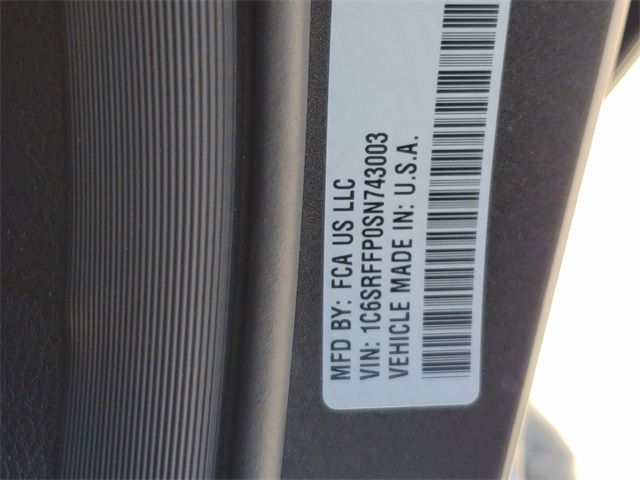 MFD BY: FCA US LLC
VIN: 1C6SRFFP0SN743003
VEHICLE MADE IN: U.S.A.